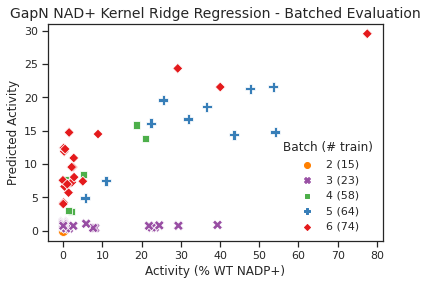 GapN NAD+ Kernel Ridge Regression - Batched Evaluation
30
25
20
15
10
5
0
Predicted Activity
Batch (# train)
2 (15)
3 (23)
4 (58)
5 (64)
6 (74)
0 10 20 30 40 50 60 70 80
Activity (% WT NADP+)